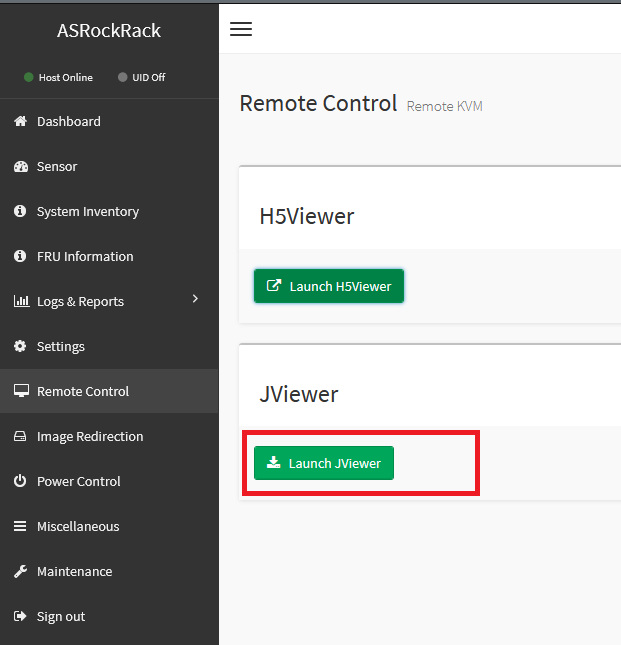 ASRockRack
Host Online UID Off
Dashboard
Sensor
System Inventory
FRU Information
Logs & Reports
Settings
Remote Control
Image Redirection
Power Control
Miscellaneous
Maintenance
Sign out
Remote Control Remote KVM
H5Viewer
Launch H5Viewer
JViewer
Launch JViewer